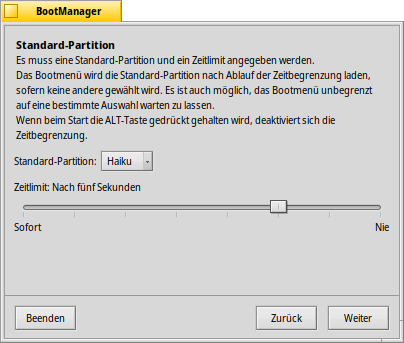 BootManager
Standard-Partition
Es muss eine Standard-Partition und ein Zeitlimit angegeben werden.
Das Bootmenü wird die Standard-Partition nach Ablauf der Zeitbegrenzung laden,
sofern keine andere gewählt wird. Es ist auch möglich, das Bootmenü unbegrenzt
auf eine bestimmte Auswahl warten zu lassen.
Wenn beim Start die ALT-Taste gedrückt gehalten wird, deaktiviert sich die
Zeitbegrenzung.
Standard-Partition: Haiku
Zeitlimit: Nach fünf Sekunden
Sofort Nie
Beenden Zurück Weiter